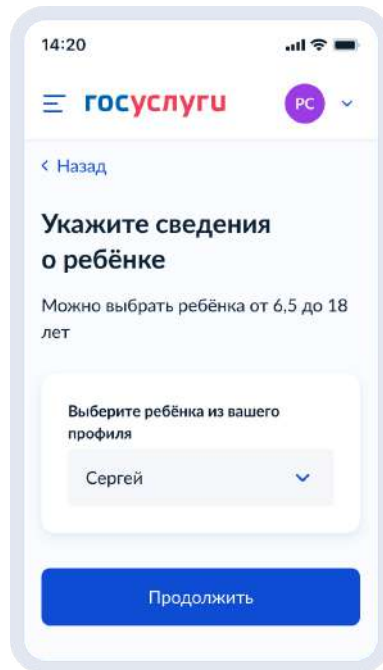 14:20
госуслуги
РС
Назад
Укажите сведения
о ребёнке
Можно выбрать ребёнка от 6,5 до 18
лет
Выберите ребёнка из вашего
профиля
Сергей
Продолжить